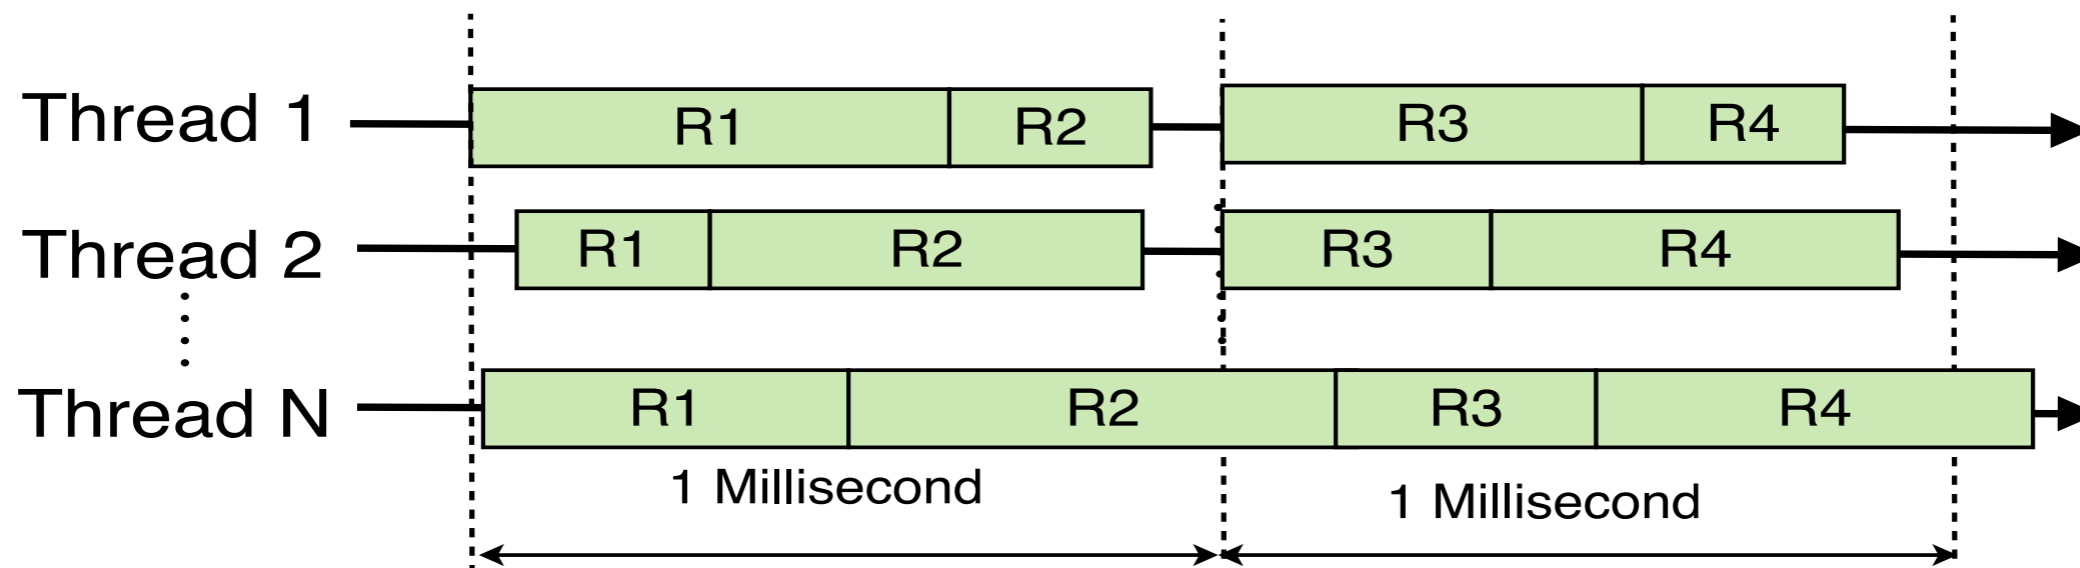 Thread 1 R1 R2 R3 R4
Thread 2 R1 R2 R3 R4
Thread N R1 R2 R3 R4
1 Millisecond 1 Millisecond